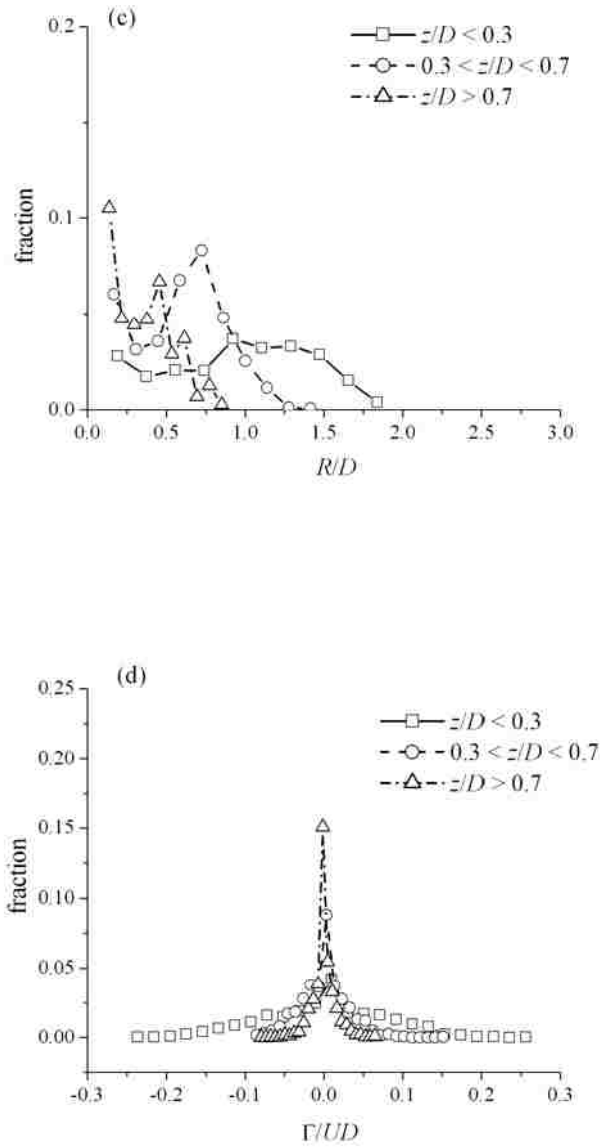 (c)
z/D < 0.3
0.3 < z/D < 0.7
z/D > 0.7
0.2
0.1
0.0
fraction
0.0 0.5 1.0 1.5 2.0 2.5 3.0
R/D
(d)
z/D < 0.3
0.3 < z/D < 0.7
z/D > 0.7
0.25
0.20
0.15
0.10
0.05
0.00
fraction
-0.3 -0.2 -0.1 0.0 0.1 0.2 0.3
Γ/UD